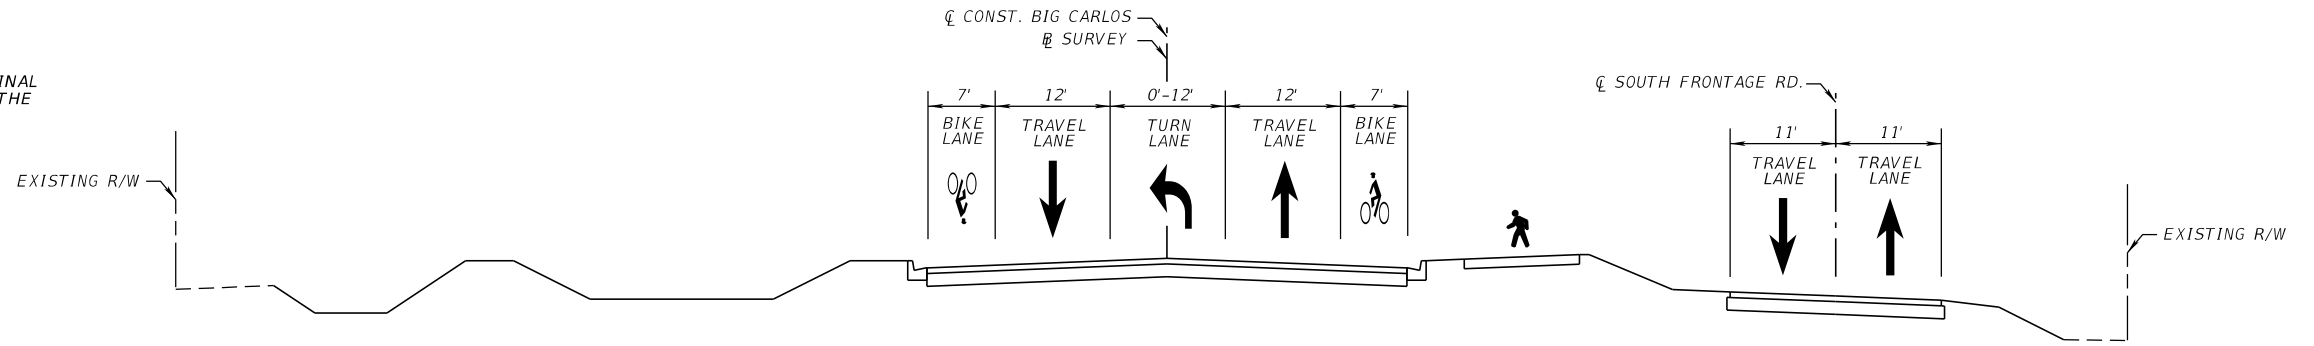 ℄ CONST. BIG CARLOS
℄ SOUTH FRONTAGE RD.
B̵L SURVEY
INAL
THE
7'
12'
0'-12'
12'
7'
BIKE
LANE
TRAVEL
LANE
TURN
LANE
TRAVEL
LANE
BIKE
LANE
11'
11'
TRAVEL
LANE
TRAVEL
LANE
EXISTING R/W
EXISTING R/W